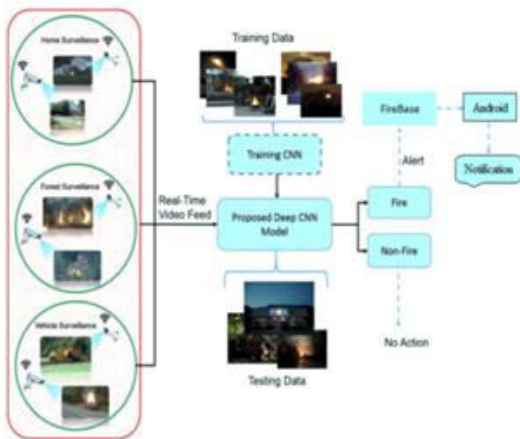 Home Surveillance
Forest Surveillance
Vehicle Surveillance
Real-Time
Video Feed
Training Data
Training CNN
Proposed Deep CNN
Model
Testing Data
FireBase
Android
Alert
Notification
Fire
Non-Fire
No Action